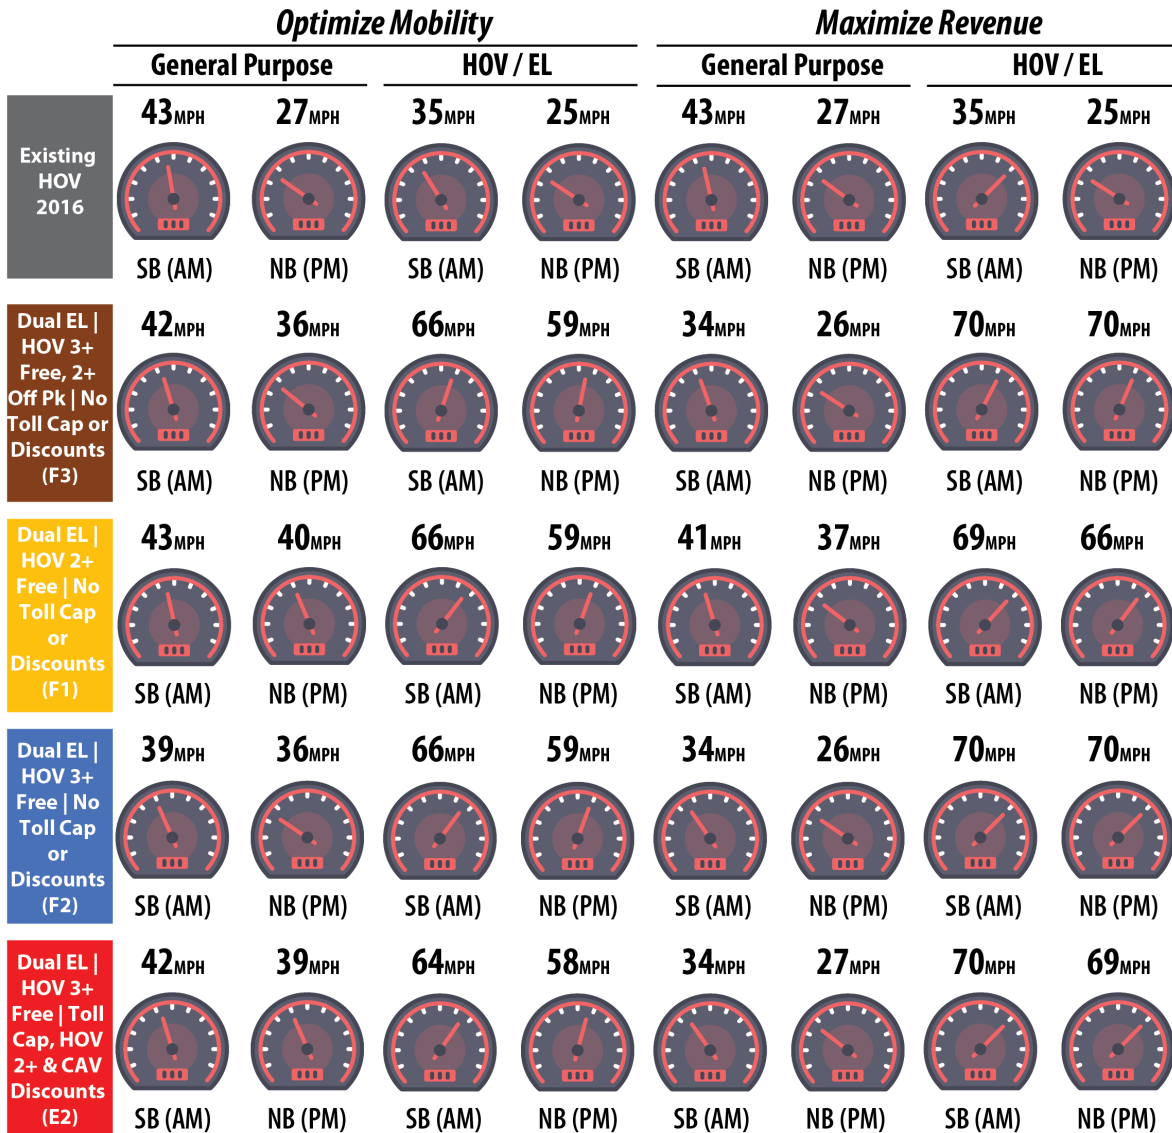 Optimize Mobility Maximize Revenue
General Purpose HOV / EL General Purpose HOV / EL
Existing
HOV
2016
43MPH 27MPH 35MPH 25MPH 43MPH 27MPH 35MPH 25MPH
SB (AM) NB (PM) SB (AM) NB (PM) SB (AM) NB (PM) SB (AM) NB (PM)
Dual EL |
HOV 3+
Free, 2+
Off Pk | No
Toll Cap or
Discounts
(F3)
42MPH 36MPH 66MPH 59MPH 34MPH 26MPH 70MPH 70MPH
SB (AM) NB (PM) SB (AM) NB (PM) SB (AM) NB (PM) SB (AM) NB (PM)
Dual EL |
HOV 2+
Free | No
Toll Cap
or
Discounts
(F1)
43MPH 40MPH 66MPH 59MPH 41MPH 37MPH 69MPH 66MPH
SB (AM) NB (PM) SB (AM) NB (PM) SB (AM) NB (PM) SB (AM) NB (PM)
Dual EL |
HOV 3+
Free | No
Toll Cap
or
Discounts
(F2)
39MPH 36MPH 66MPH 59MPH 34MPH 26MPH 70MPH 70MPH
SB (AM) NB (PM) SB (AM) NB (PM) SB (AM) NB (PM) SB (AM) NB (PM)
Dual EL |
HOV 3+
Free | Toll
Cap, HOV
2+ & CAV
Discounts
(E2)
42MPH 39MPH 64MPH 58MPH 34MPH 27MPH 70MPH 69MPH
SB (AM) NB (PM) SB (AM) NB (PM) SB (AM) NB (PM) SB (AM) NB (PM)